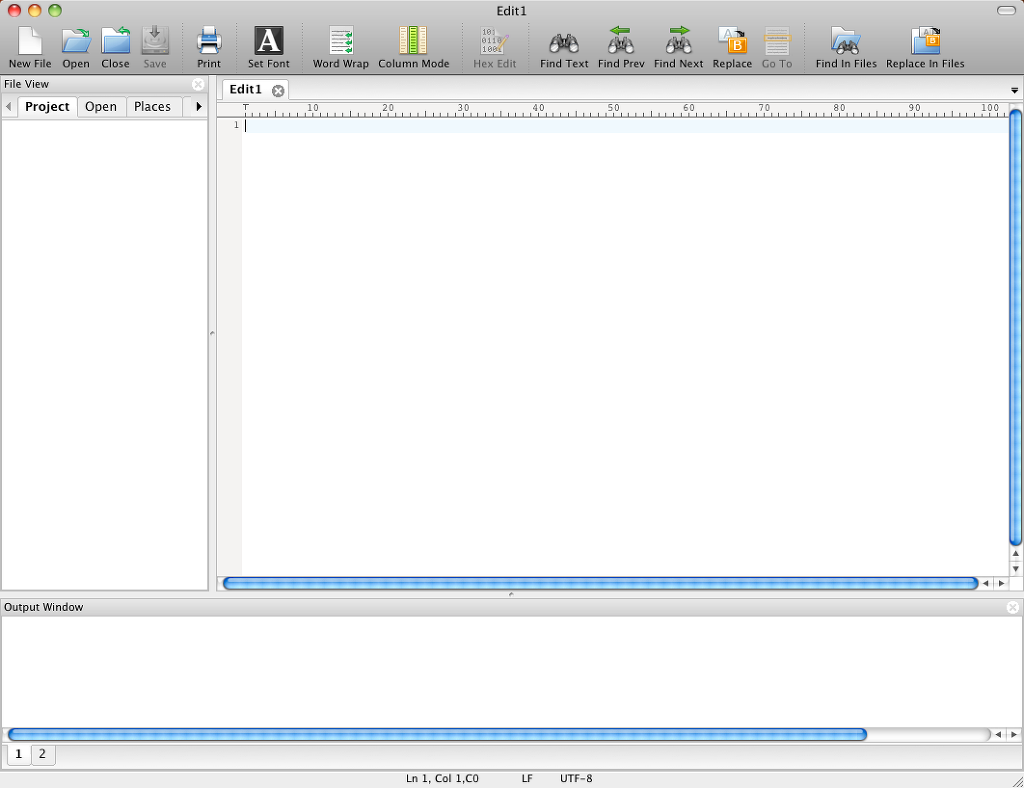 Edit1
New File Open Close Save Print Set Font Word Wrap Column Mode Hex Edit Find Text Find Prev Find Next Replace Go To Find In Files Replace In Files
File View
Project Open Places
Edit1
T 10 20 30 40 50 60 70 80 90 100
1
Output Window
1 2
Ln 1, Col 1,C0 LF UTF-8